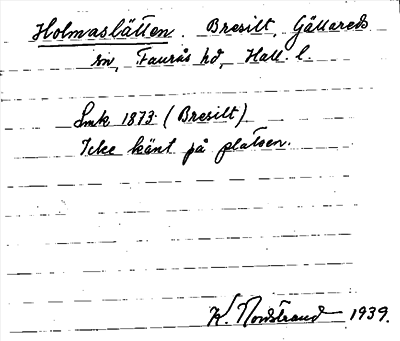 Holmaslätten. Bresilt, Gällareds
sn, Faurås hd, Hall. l.
Smk 1873. (Bresilt)
Icke känt på platsen.
K. Nordstrand 1939.